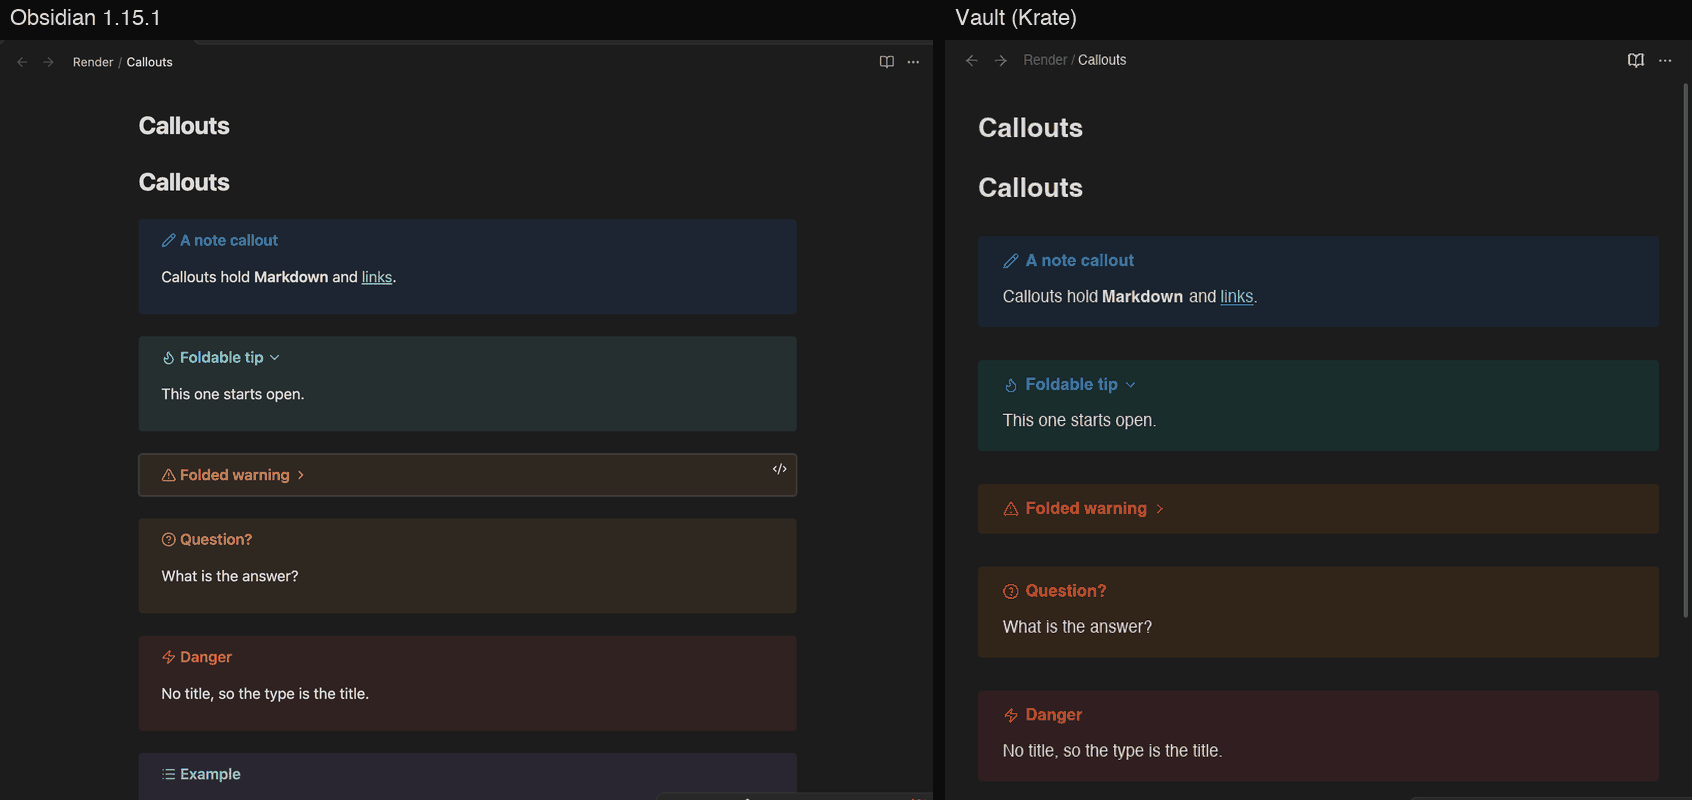 Obsidian 1.15.1
Render / Callouts
Callouts
Callouts
A note callout
Callouts hold Markdown and links.
Foldable tip
This one starts open.
Folded warning
</>
Question?
What is the answer?
Danger
No title, so the type is the title.
Example
Vault (Krate)
Render / Callouts
Callouts
Callouts
A note callout
Callouts hold Markdown and links.
Foldable tip
This one starts open.
Folded warning
Question?
What is the answer?
Danger
No title, so the type is the title.